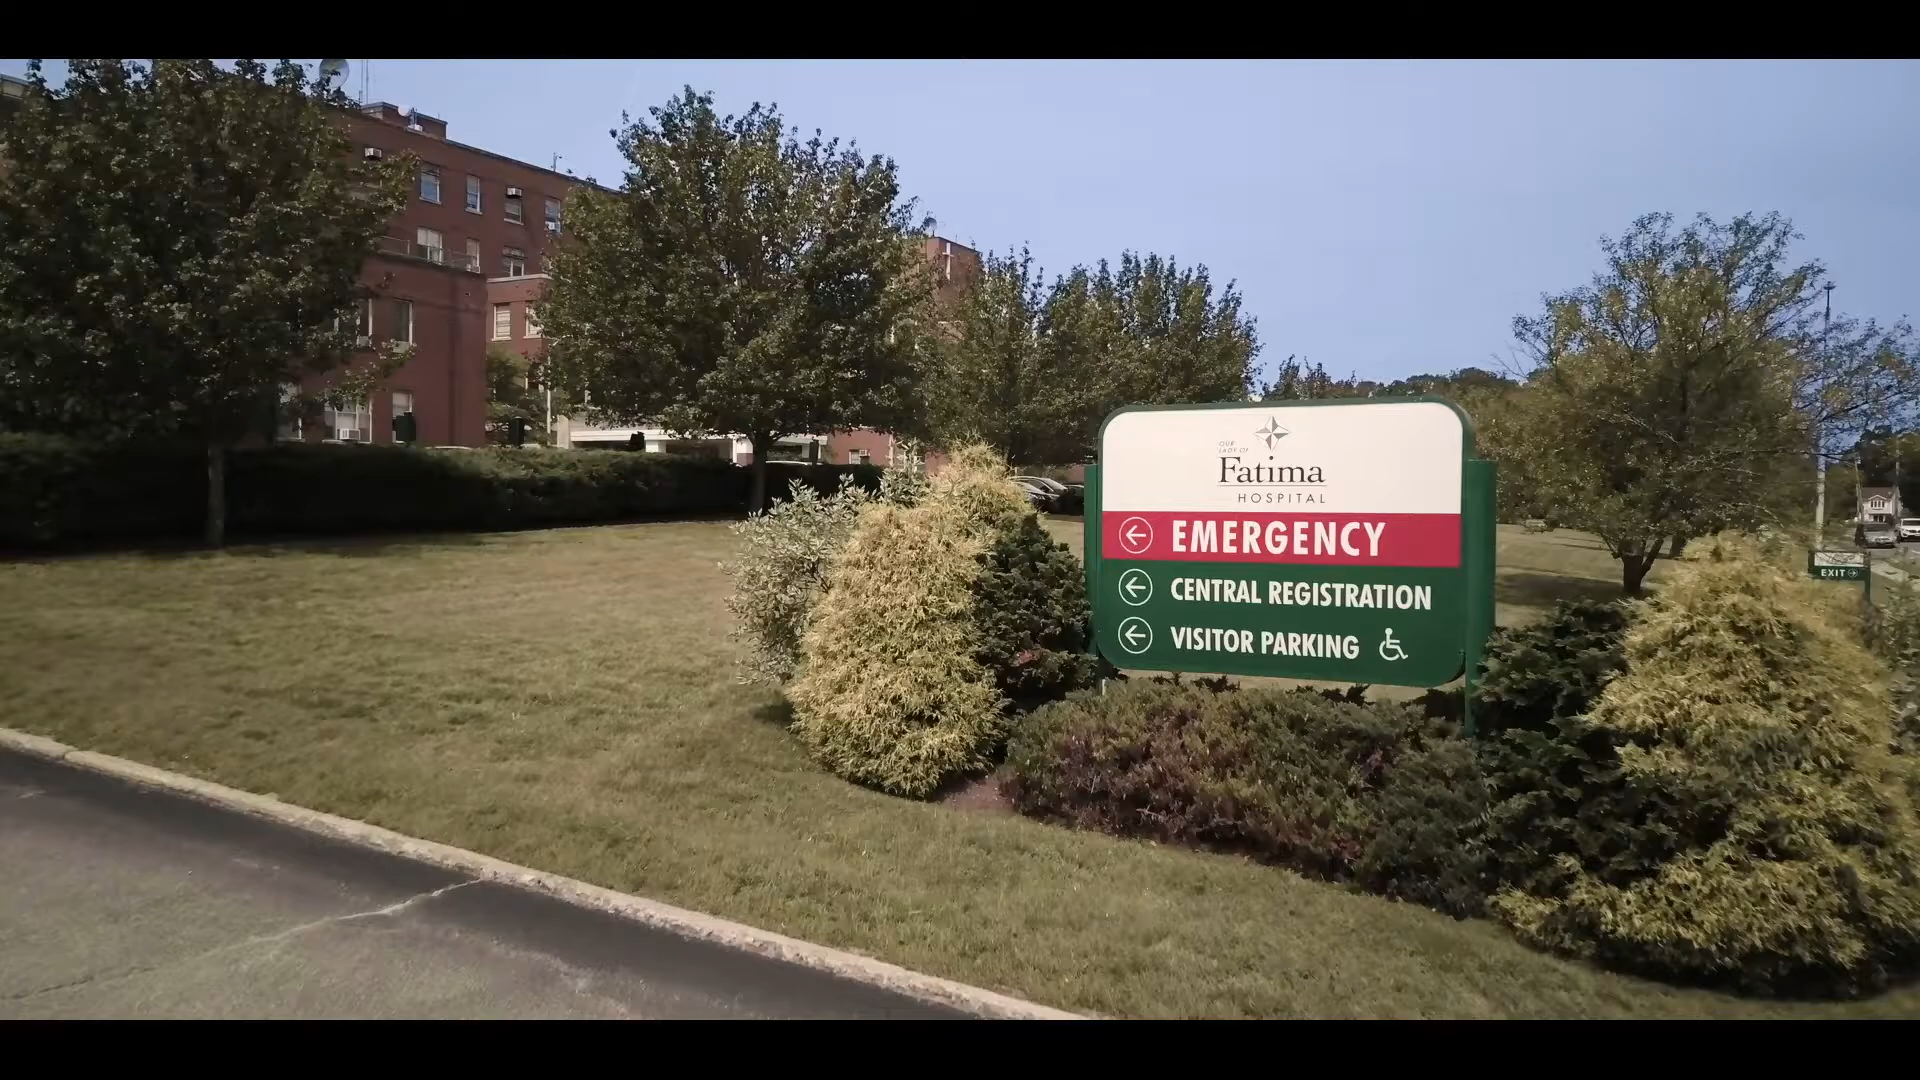 OUR
LADY OF
Fatima
HOSPITAL
EMERGENCY
CENTRAL REGISTRATION
VISITOR PARKING
EXIT